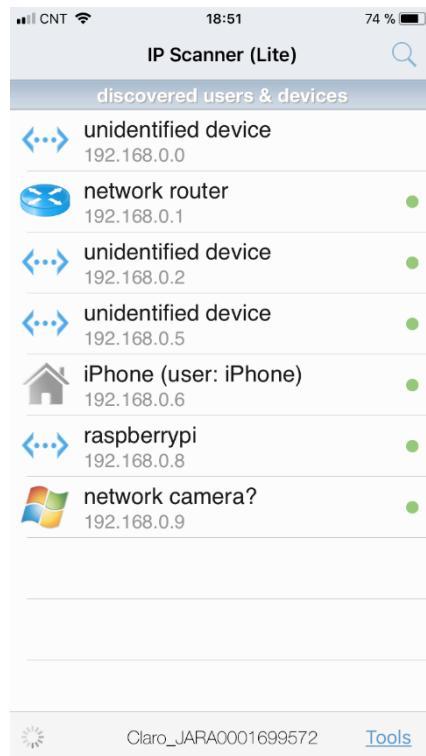 CNT 18:51 74 %
IP Scanner (Lite)
discovered users & devices
unidentified device
192.168.0.0
network router
192.168.0.1
unidentified device
192.168.0.2
unidentified device
192.168.0.5
iPhone (user: iPhone)
192.168.0.6
raspberrypi
192.168.0.8
network camera?
192.168.0.9
Claro_JARA0001699572 Tools